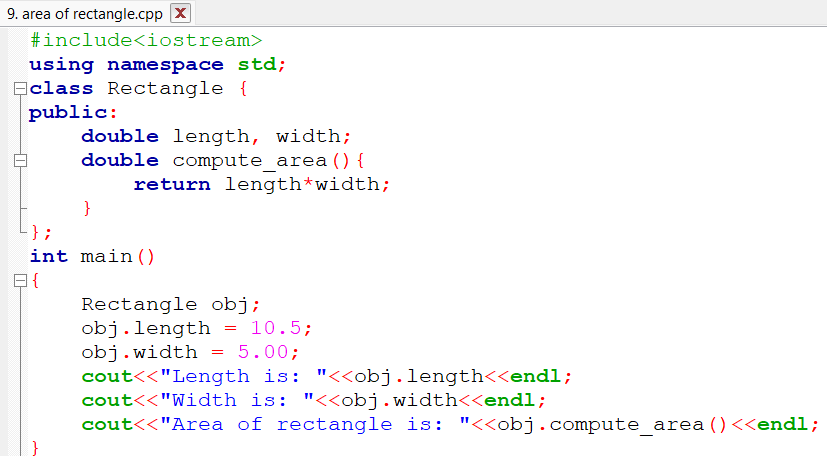 9. area of rectangle.cpp
#include<iostream>
using namespace std;
class Rectangle {
public:
    double length, width;
    double compute_area(){
        return length*width;
    }
};
int main()
{
    Rectangle obj;
    obj.length = 10.5;
    obj.width = 5.00;
    cout<<"Length is: "<<obj.length<<endl;
    cout<<"Width is: "<<obj.width<<endl;
    cout<<"Area of rectangle is: "<<obj.compute_area()<<endl;
}